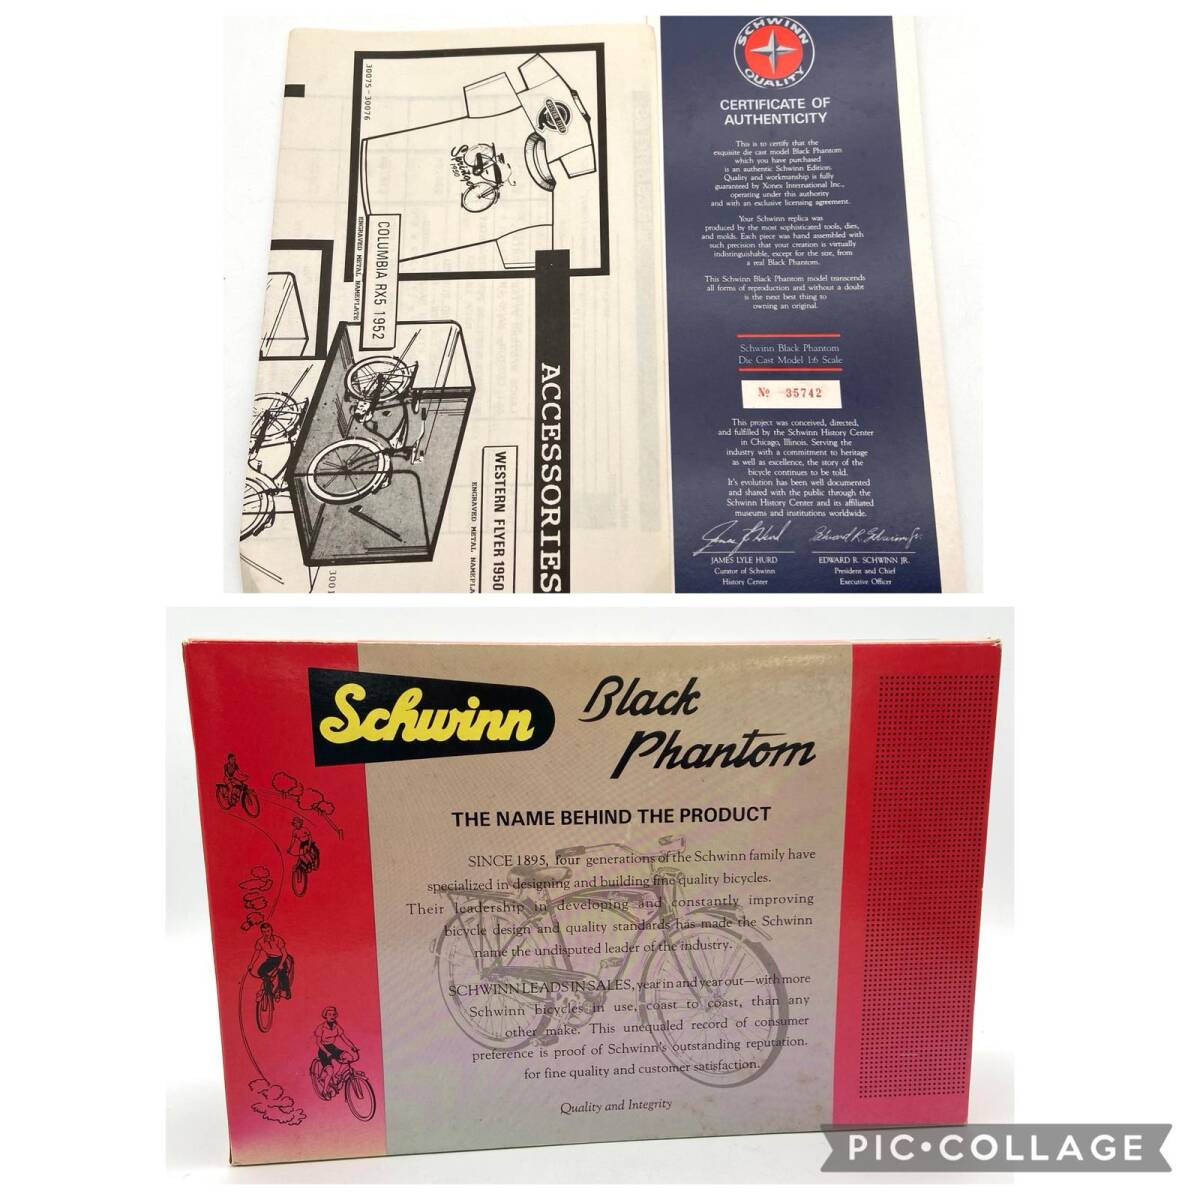 30075-30076
Spring
1950
COLUMBIA RX5 1952
ENGRAVED METAL NAMEPLATE
ACCESSORIES
WESTERN FLYER 1950
ENGRAVED METAL NAMEPLA
3001
SCHWINN
QUALITY
CERTIFICATE OF
AUTHENTICITY
This is to certify that the
exquisite die cast model Black Phantom
which you have purchased
is an authentic Schwinn Edition.
Quality and workmanship is fully
guaranteed by Xonex International Inc.,
operating under this authority
and with an exclusive licensing agreement.
Your Schwinn replica was
produced by the most sophisticated tools, dies,
and molds. Each piece was hand assembled with
such precision that your creation is virtually
indistinguishable, except for the size, from
a real Black Phantom.
This Schwinn Black Phantom model transcends
all forms of reproduction and without a doubt
is the next best thing to
owning an original.
Schwinn Black Phantom
Die Cast Model 1:6 Scale
№ 35742
This project was conceived, directed,
and fulfilled by the Schwinn History Center
in Chicago, Illinois. Serving the
industry with a commitment to heritage
as well as excellence, the story of the
bicycle continues to be told.
It's evolution has been well documented
and shared with the public through the
Schwinn History Center and its affiliated
museums and institutions worldwide.
James L Hurd
Edward R. Schwinn Jr.
JAMES LYLE HURD
Curator of Schwinn
History Center
EDWARD R. SCHWINN JR.
President and Chief
Executive Officer
Schwinn
Black
Phantom
THE NAME BEHIND THE PRODUCT
SINCE 1895, four generations of the Schwinn family have
specialized in designing and building fine quality bicycles.
Their leadership in developing and constantly improving
bicycle design and quality standards has made the Schwinn
name the undisputed leader of the industry.
SCHWINN LEADS IN SALES, year in and year out—with more
Schwinn bicycles in use, coast to coast, than any
other make. This unequaled record of consumer
preference is proof of Schwinn's outstanding reputation.
for fine quality and customer satisfaction.
Quality and Integrity
PIC•COLLAGE